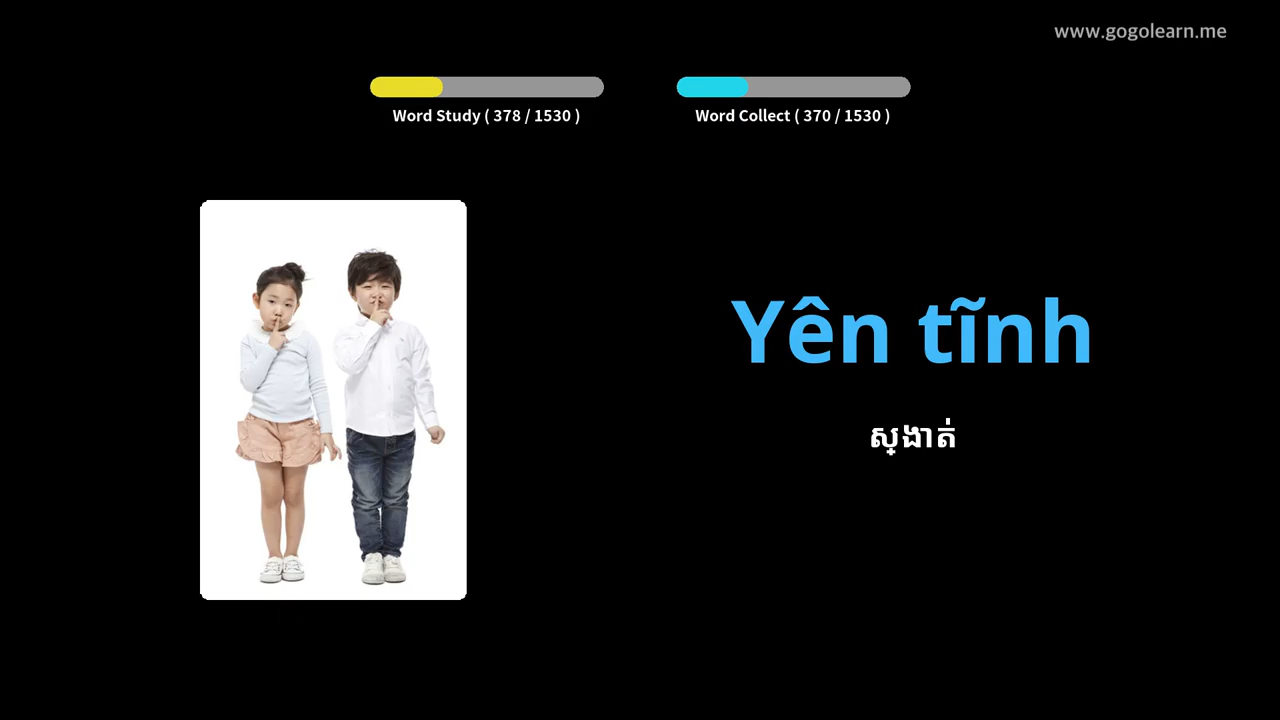 www.gogolearn.me
Word Study ( 378 / 1530 )
Word Collect ( 370 / 1530 )
Yên tĩnh
ស្ងាត់